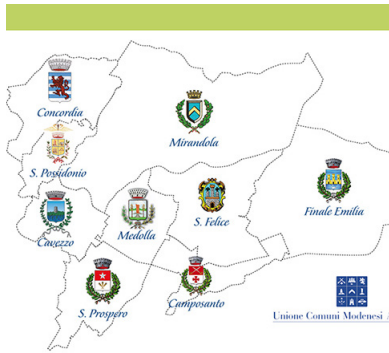 Concordia
Mirandola
S. Possidonio
Finale Emilia
S. Felice
Medolla
Cavezzo
Camposanto
S. Prospero
Unione Comuni Modenesi